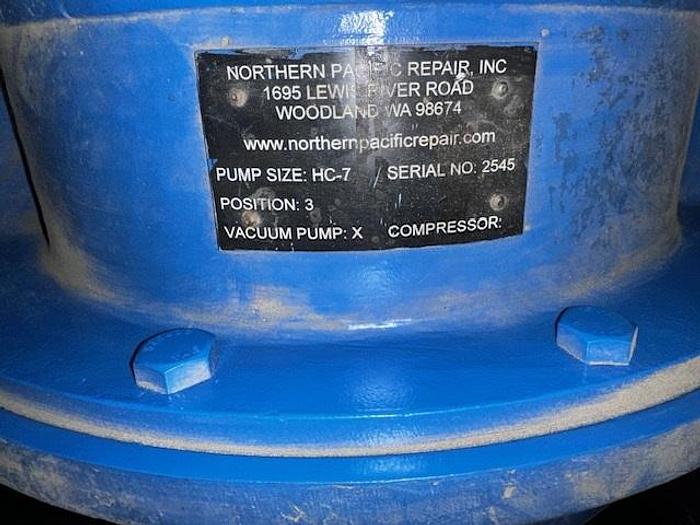 NORTHERN PACIFIC REPAIR, INC
1695 LEWIS RIVER ROAD
WOODLAND WA 98674
www.northernpacificrepair.com
PUMP SIZE: HC-7 SERIAL NO: 2545
POSITION: 3
VACUUM PUMP: X COMPRESSOR: